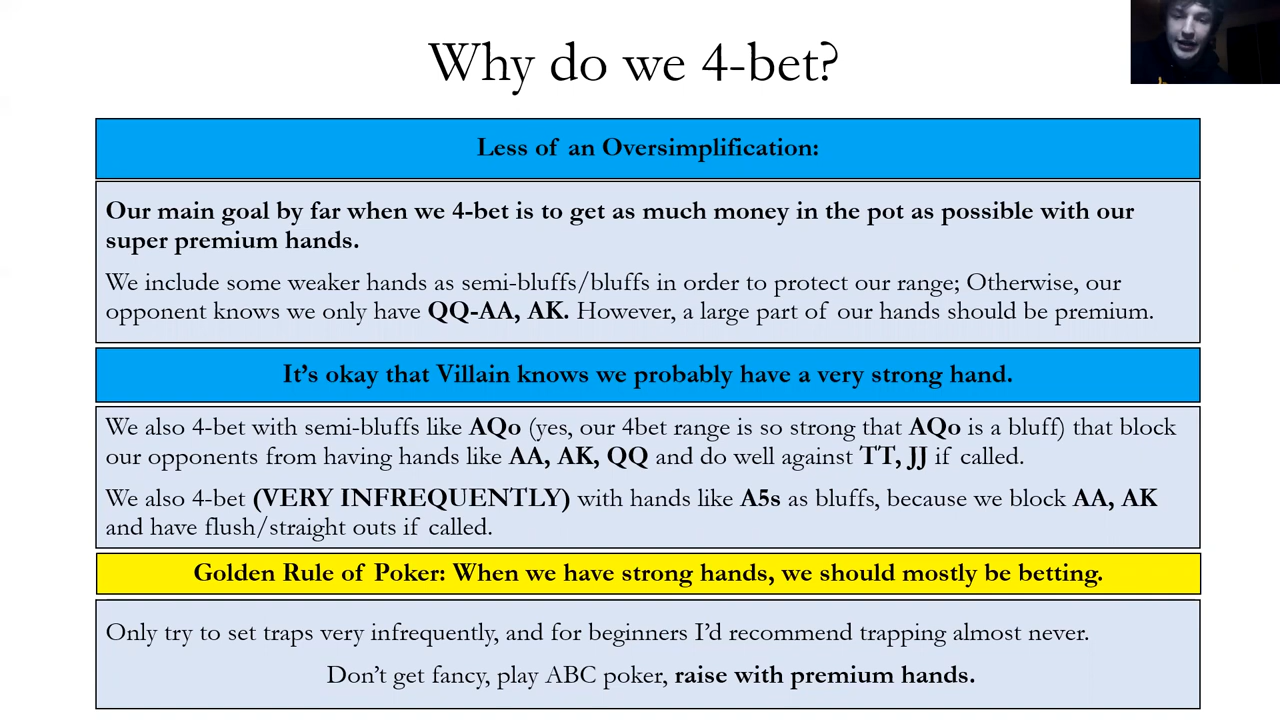 Why do we 4-bet?
Less of an Oversimplification:
Our main goal by far when we 4-bet is to get as much money in the pot as possible with our
super premium hands.
We include some weaker hands as semi-bluffs/bluffs in order to protect our range; Otherwise, our
opponent knows we only have QQ-AA, AK. However, a large part of our hands should be premium.
It's okay that Villain knows we probably have a very strong hand.
We also 4-bet with semi-bluffs like AQo (yes, our 4bet range is so strong that AQo is a bluff) that block
our opponents from having hands like AA, AK, QQ and do well against TT, JJ if called.
We also 4-bet (VERY INFREQUENTLY) with hands like A5s as bluffs, because we block AA, AK
and have flush/straight outs if called.
Golden Rule of Poker: When we have strong hands, we should mostly be betting.
Only try to set traps very infrequently, and for beginners I'd recommend trapping almost never.
Don't get fancy, play ABC poker, raise with premium hands.